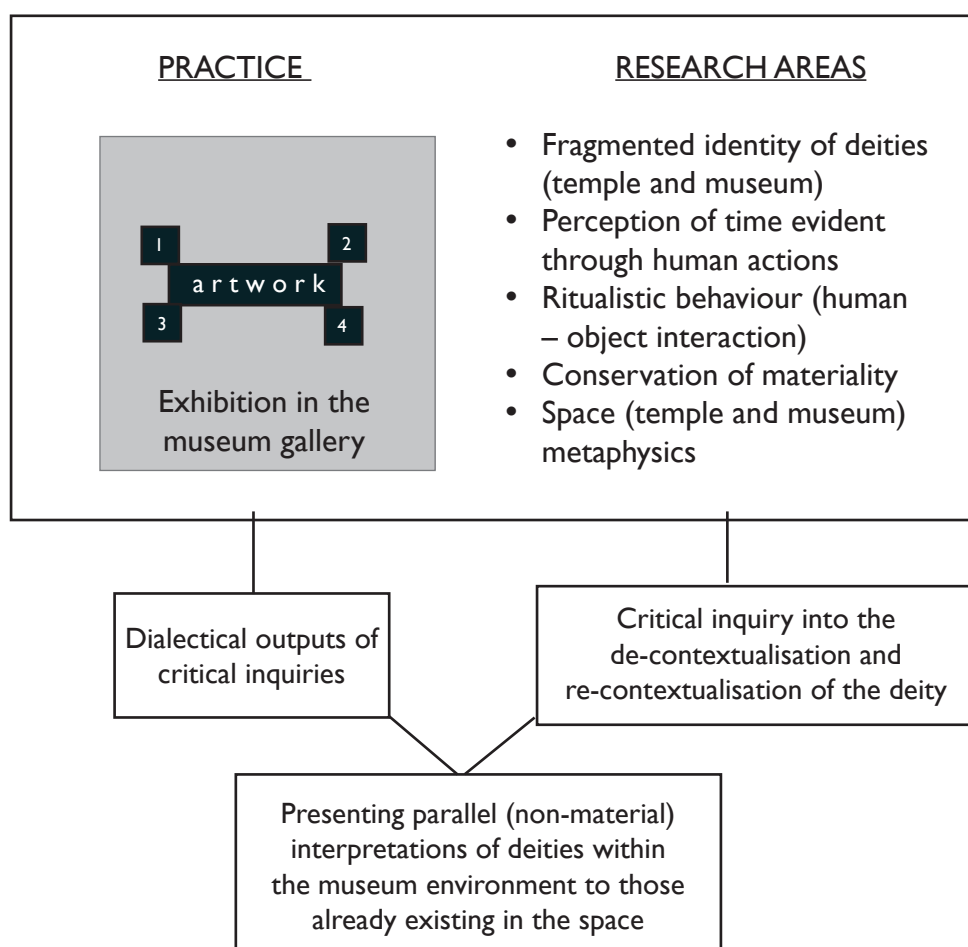 PRACTICE
1
2
artwork
3
4
Exhibition in the
museum gallery
RESEARCH AREAS
• Fragmented identity of deities
(temple and museum)
• Perception of time evident
through human actions
• Ritualistic behaviour (human
– object interaction)
• Conservation of materiality
• Space (temple and museum)
metaphysics
Dialectical outputs of
critical inquiries
Critical inquiry into the
de-contextualisation and
re-contextualisation of the deity
Presenting parallel (non-material)
interpretations of deities within
the museum environment to those
already existing in the space